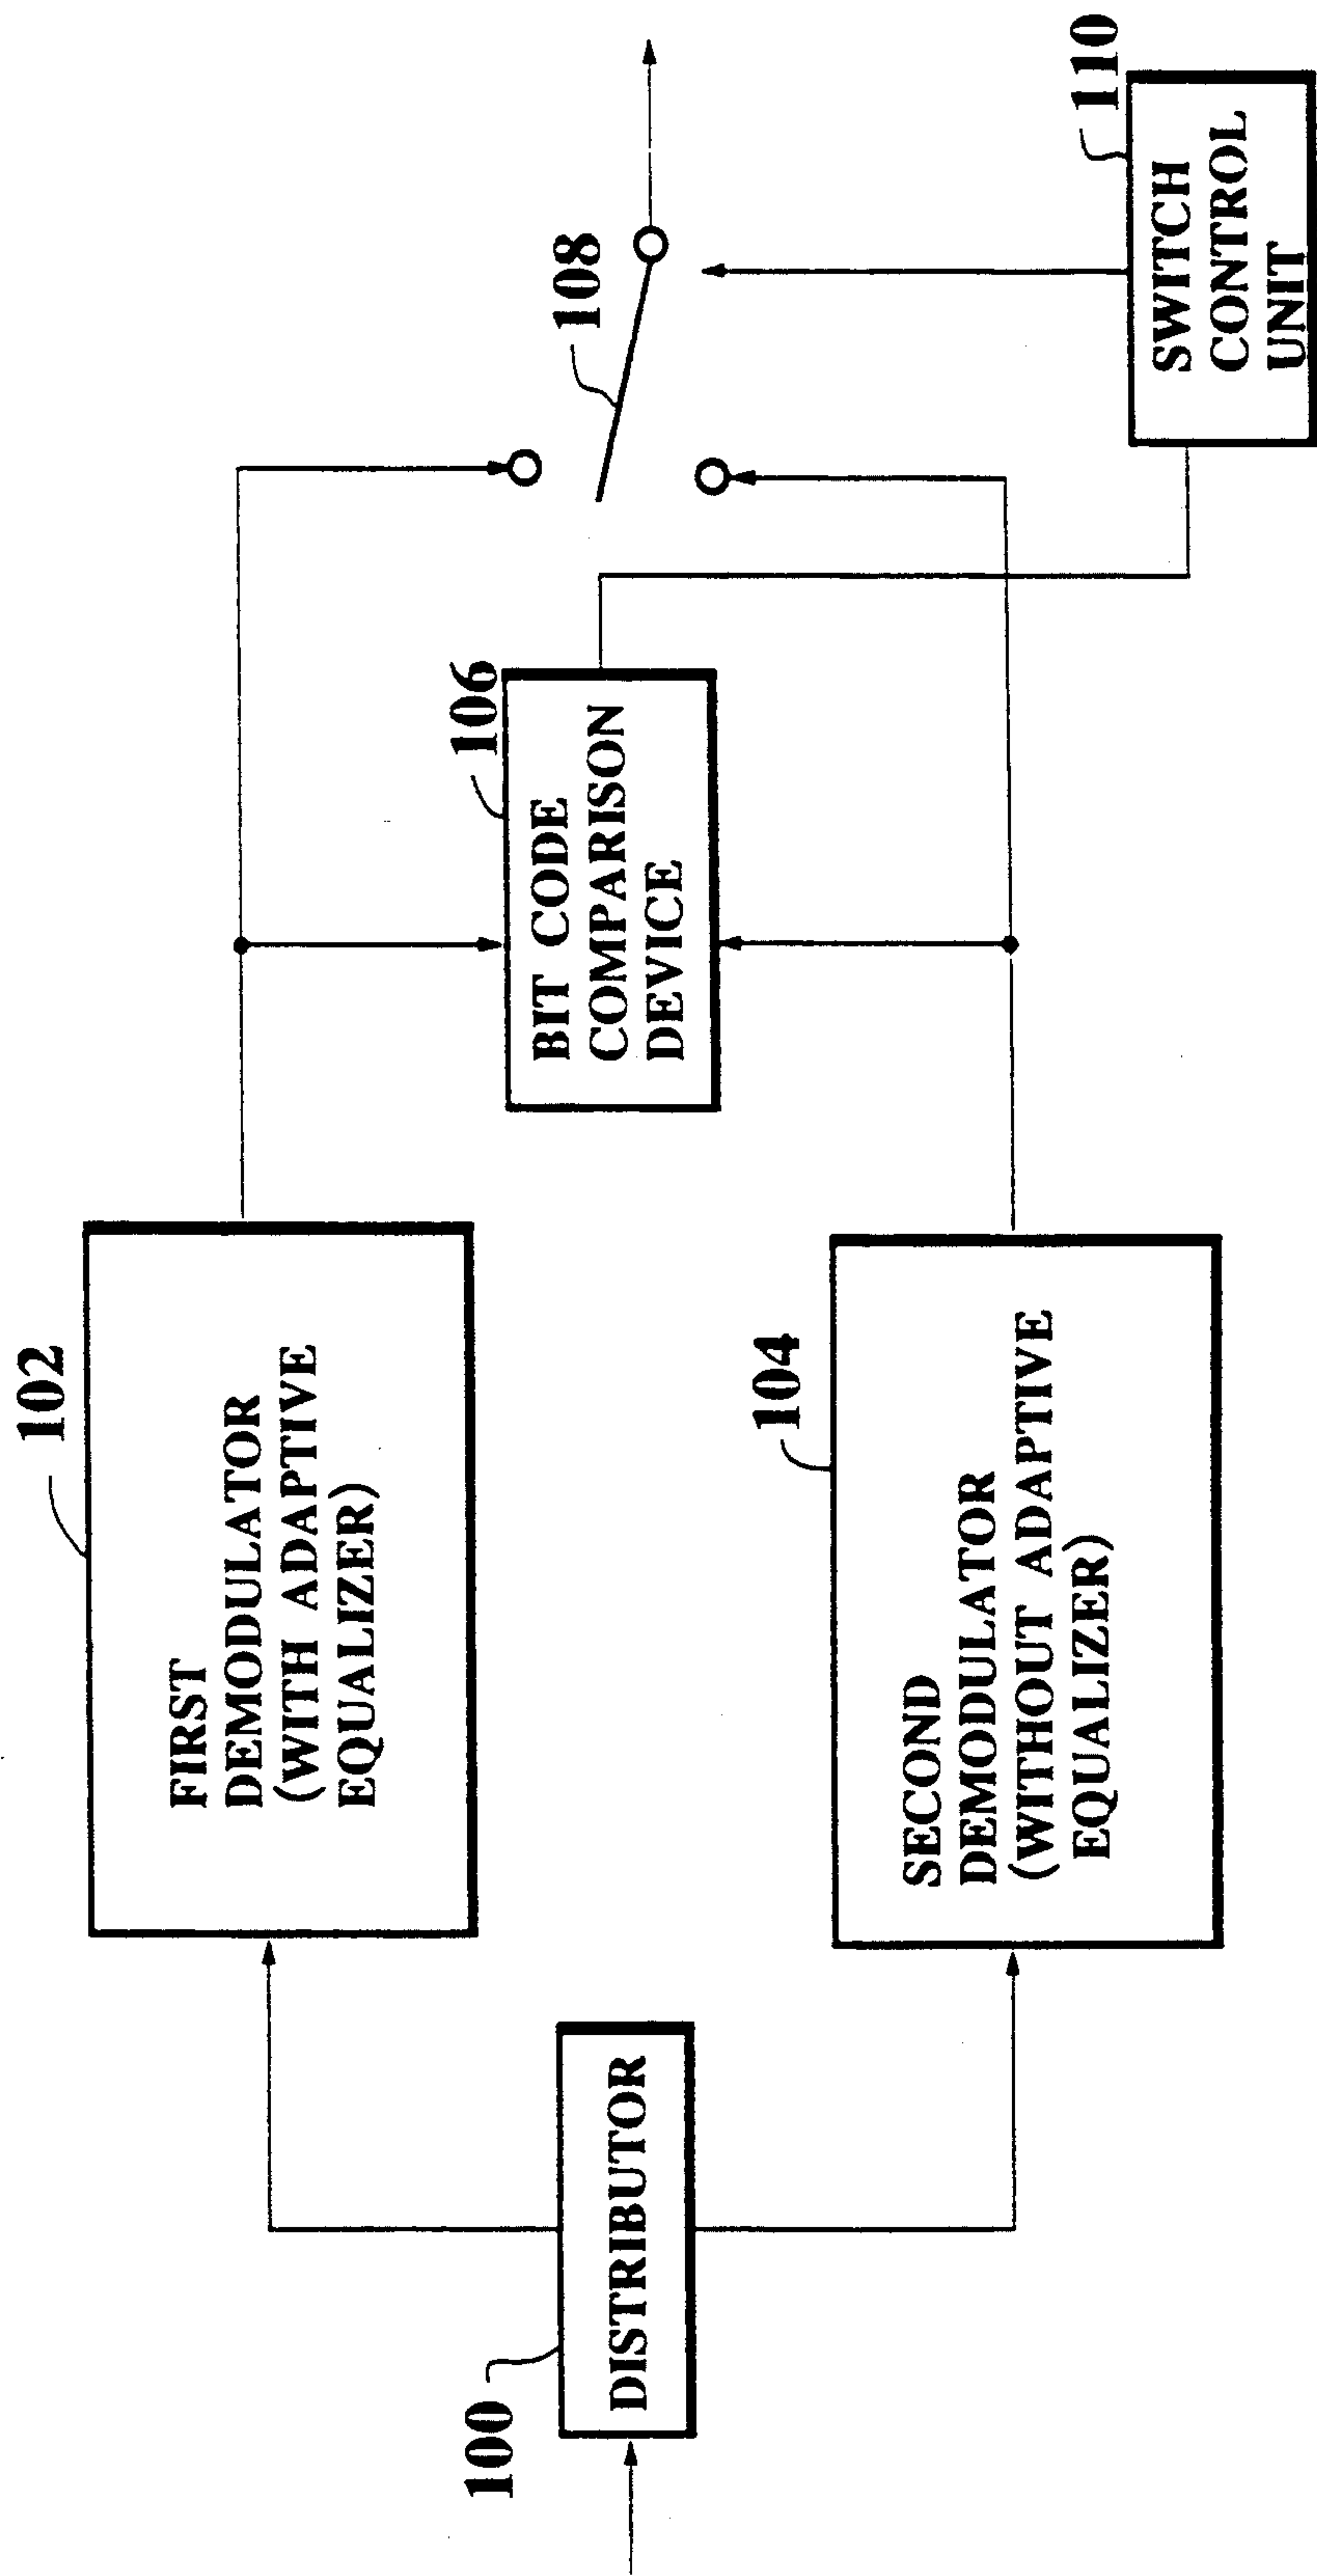 100
DISTRIBUTOR
102
FIRST
DEMODULATOR
(WITH ADAPTIVE
EQUALIZER)
104
SECOND
DEMODULATOR
(WITHOUT ADAPTIVE
EQUALIZER)
106
BIT CODE
COMPARISON
DEVICE
108
110
SWITCH
CONTROL
UNIT